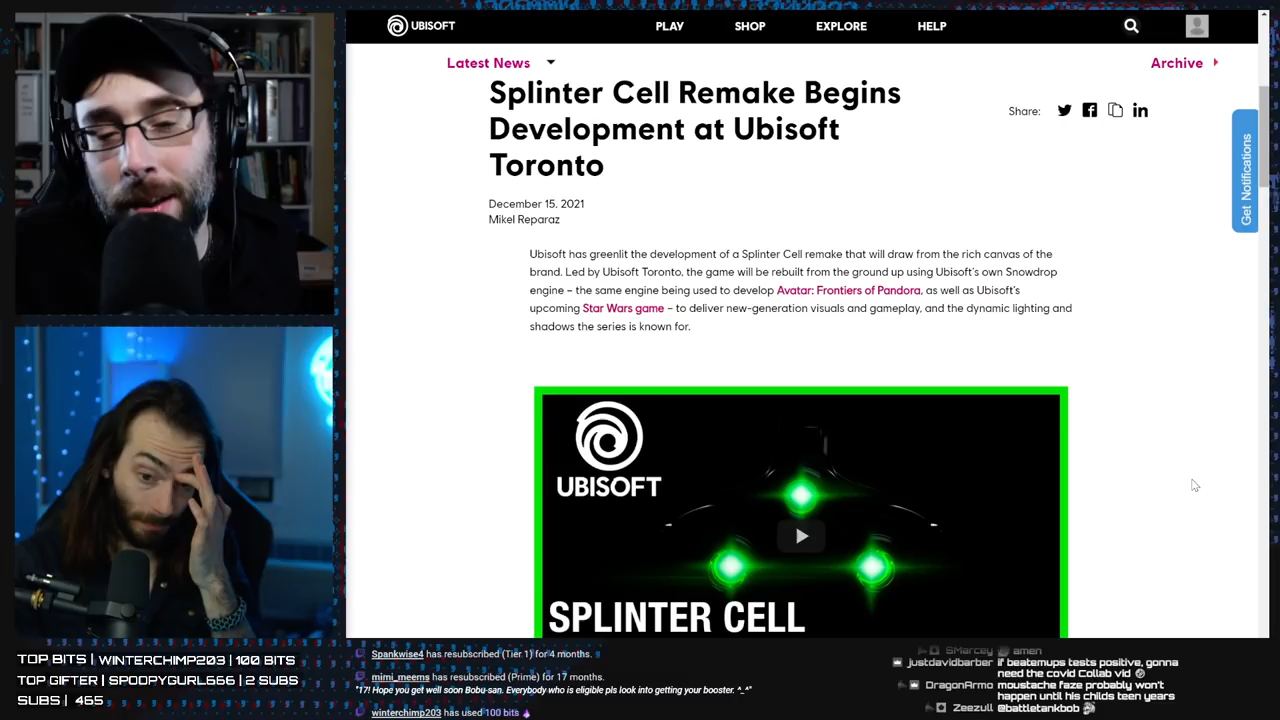 UBISOFT
PLAY
SHOP
EXPLORE
HELP
Latest News
Archive
Splinter Cell Remake Begins
Development at Ubisoft
Toronto
Share:
December 15, 2021
Mikel Reparaz
Get Notifications
Ubisoft has greenlit the development of a Splinter Cell remake that will draw from the rich canvas of the
brand. Led by Ubisoft Toronto, the game will be rebuilt from the ground up using Ubisoft's own Snowdrop
engine – the same engine being used to develop Avatar: Frontiers of Pandora, as well as Ubisoft's
upcoming Star Wars game – to deliver new-generation visuals and gameplay, and the dynamic lighting and
shadows the series is known for.
UBISOFT
SPLINTER CELL
TOP BITS | WINTERCHIMP203 | 100 BITS
TOP GIFTER | SPOOPYGURL666 | 2 SUBS
SUBS | 465
Spankwise4 has resubscribed (Tier 1) for 4 months.
mimi_meems has resubscribed (Prime) for 17 months.
"17! Hope you get well soon Bobu-san. Everybody who is eligible pls look into getting your booster. ^_^"
winterchimp203 has used 100 bits
SMarcey amen
justdavidbarber if beatemups tests positive, gonna
need the covid Collab vid
DragonArmo moustache faze probably won't
happen until his childs teen years
Zeezull @battletankbob